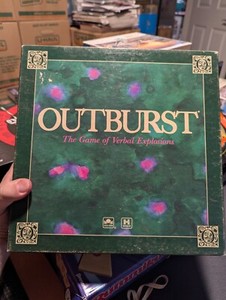 OUTBURST
The Game of Verbal Explosions